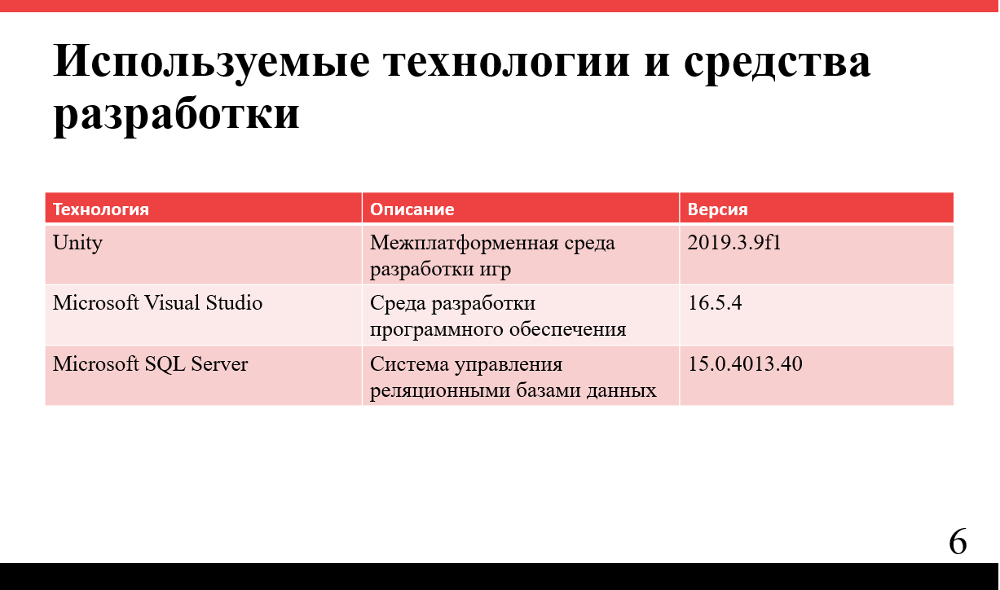 Используемые технологии и средства
разработки
Технология Описание Версия
Unity Межплатформенная среда 2019.3.9f1
разработки игр
Microsoft Visual Studio Среда разработки 16.5.4
программного обеспечения
Microsoft SQL Server Система управления 15.0.4013.40
реляционными базами данных
6